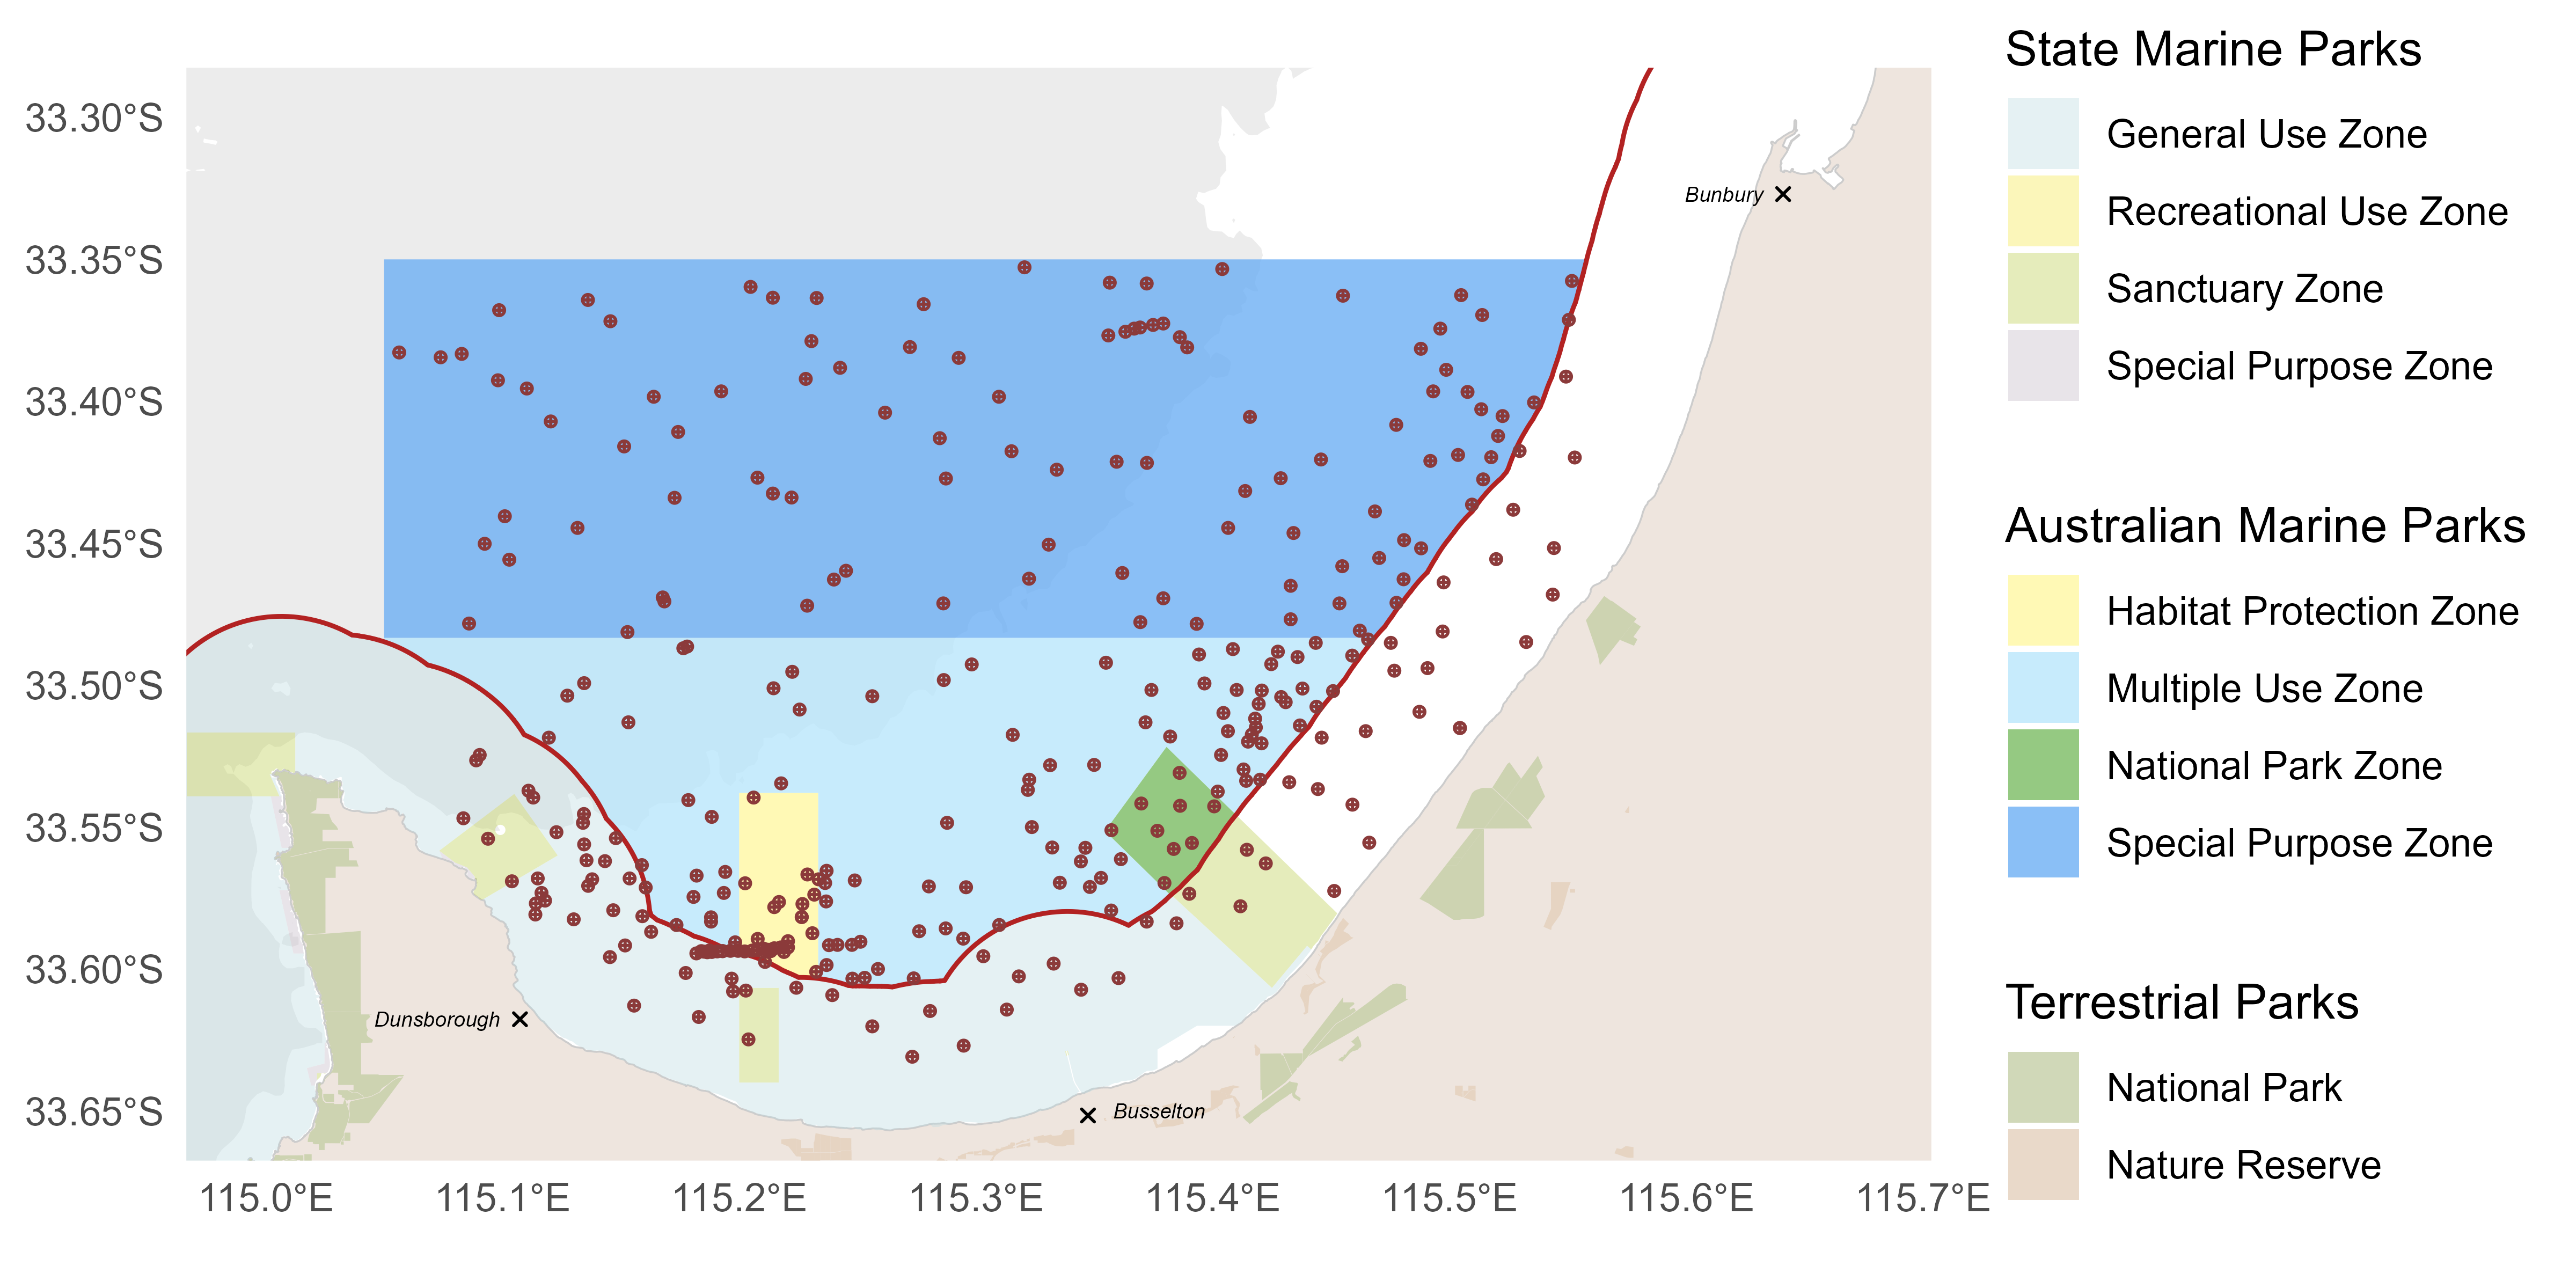 33.30°S
33.35°S
33.40°S
33.45°S
33.50°S
33.55°S
33.60°S
33.65°S
115.0°E 115.1°E 115.2°E 115.3°E 115.4°E 115.5°E 115.6°E 115.7°E
Bunbury
Dunsborough
Busselton
State Marine Parks
General Use Zone
Recreational Use Zone
Sanctuary Zone
Special Purpose Zone
Australian Marine Parks
Habitat Protection Zone
Multiple Use Zone
National Park Zone
Special Purpose Zone
Terrestrial Parks
National Park
Nature Reserve